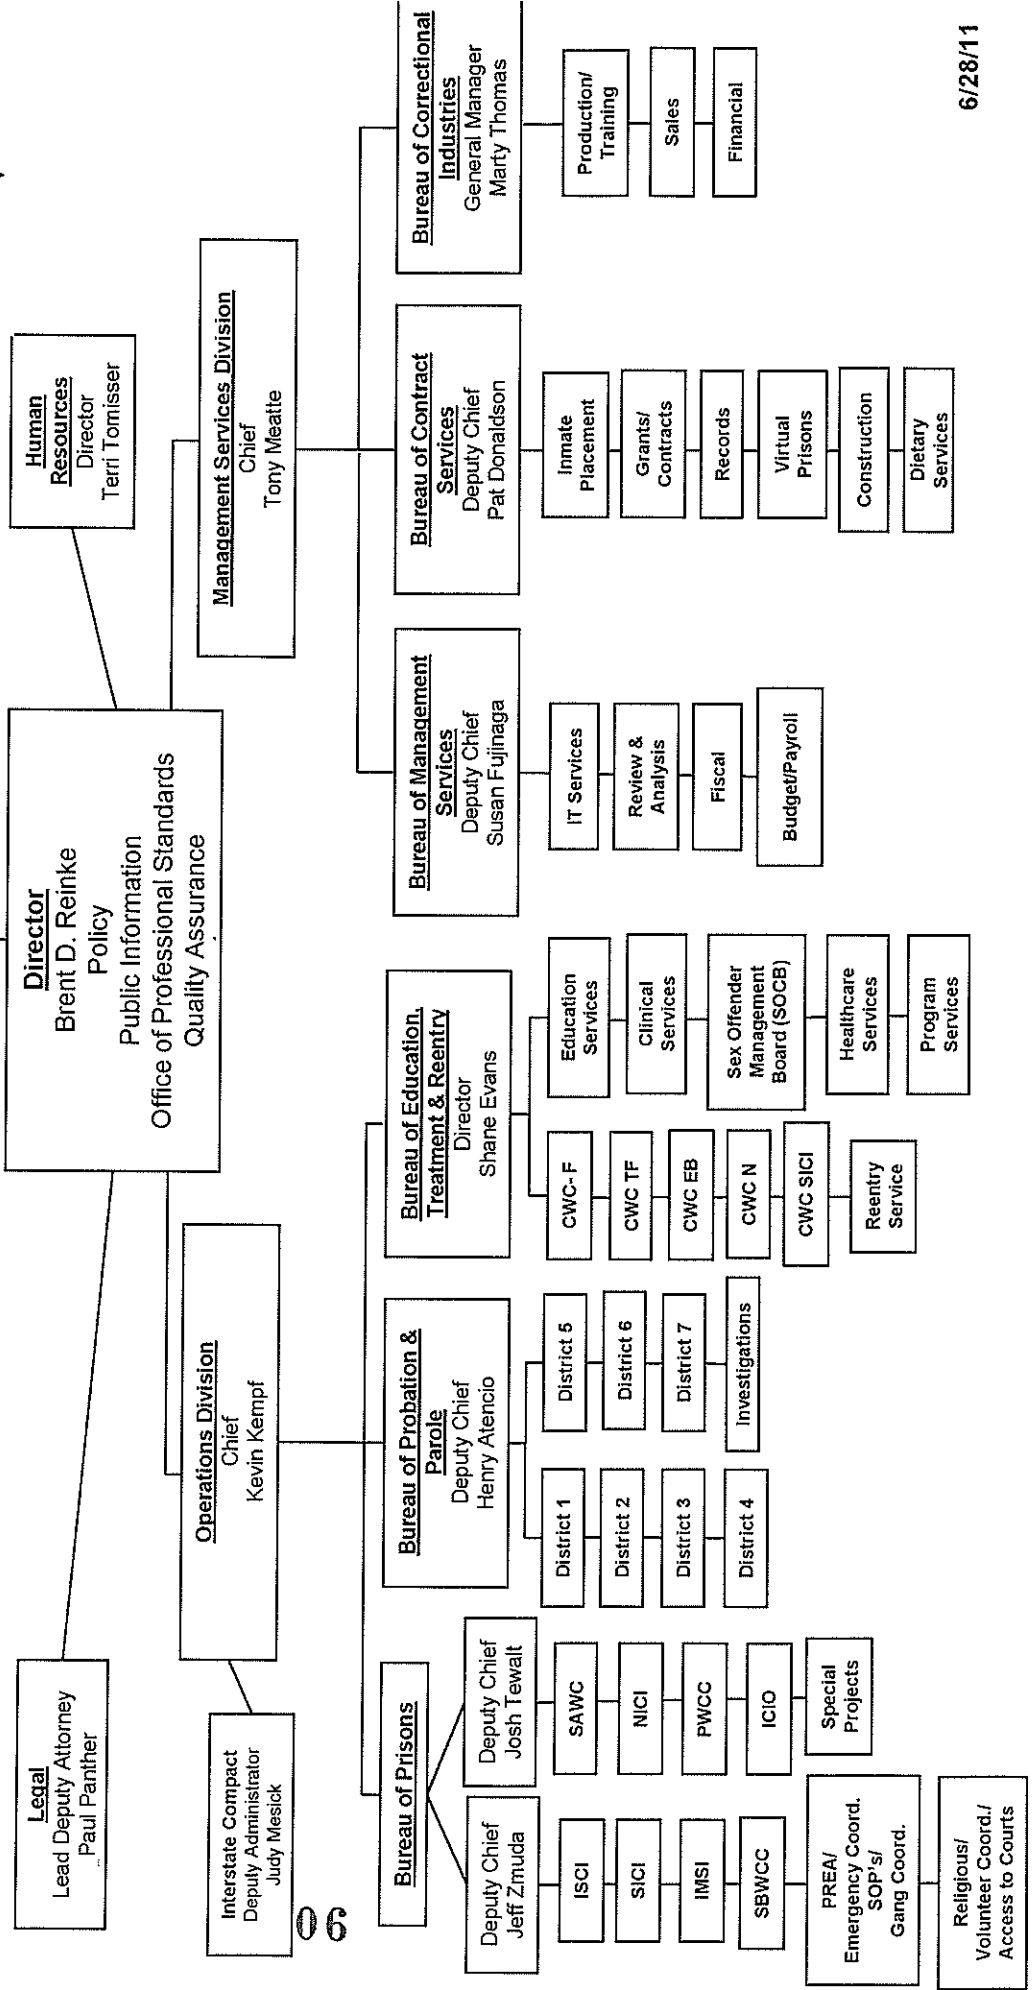 Director
Brent D. Reinke
Policy
Public Information
Office of Professional Standards
Quality Assurance
Legal
Lead Deputy Attorney
Paul Panther
Human
Resources
Director
Terri Tomisser
Operations Division
Chief
Kevin Kempf
Management Services Division
Chief
Tony Meatte
Interstate Compact
Deputy Administrator
Judy Mesick
06
Bureau of Prisons
Deputy Chief
Jeff Zmuda
ISCI
SICI
IMSI
SBWCC
PREA/
Emergency Coord.
SOP's/
Gang Coord.
Religious/
Volunteer Coord./
Access to Courts
Deputy Chief
Josh Tewalt
SAWC
NICI
PWCC
ICIO
Special
Projects
Bureau of Probation &
Parole
Deputy Chief
Henry Atencio
District 1
District 2
District 3
District 4
District 5
District 6
District 7
Investigations
Bureau of Education,
Treatment & Reentry
Director
Shane Evans
CWC- F
CWC TF
CWC EB
CWC N
CWC SICI
Reentry
Service
Education
Services
Clinical
Services
Sex Offender
Management
Board (SOCB)
Healthcare
Services
Program
Services
Bureau of Management
Services
Deputy Chief
Susan Fujinaga
IT Services
Review &
Analysis
Fiscal
Budget/Payroll
Bureau of Contract
Services
Deputy Chief
Pat Donaldson
Inmate
Placement
Grants/
Contracts
Records
Virtual
Prisons
Construction
Dietary
Services
Bureau of Correctional
Industries
General Manager
Marty Thomas
Production/
Training
Sales
Financial
6/28/11